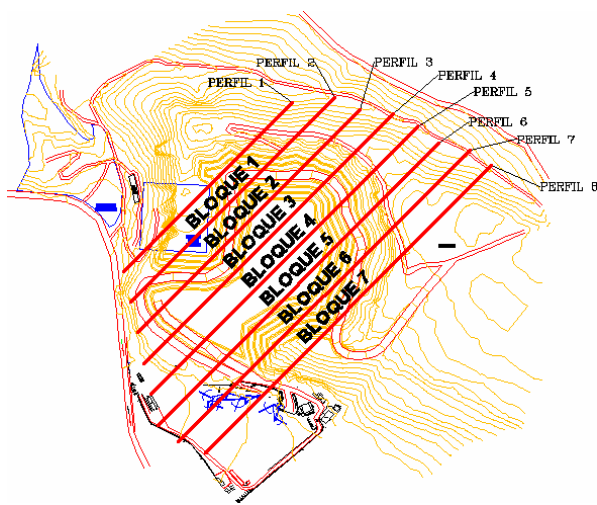 PERFIL 1
PERFIL 2
PERFIL 3
PERFIL 4
PERFIL 5
PERFIL 6
PERFIL 7
PERFIL 8
BLOQUE 1
BLOQUE 2
BLOQUE 3
BLOQUE 4
BLOQUE 5
BLOQUE 6
BLOQUE 7